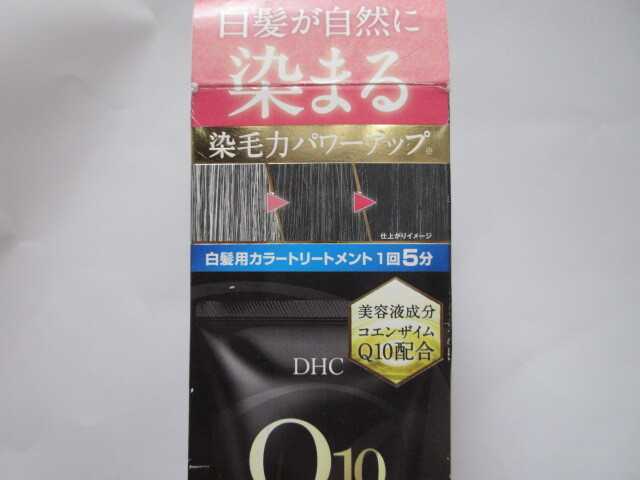 白髪が自然に
染まる
染毛力パワーアップ※
仕上がりイメージ
白髪用カラートリートメント1回5分
美容液成分
コエンザイム
Q10配合
DHC
Q10